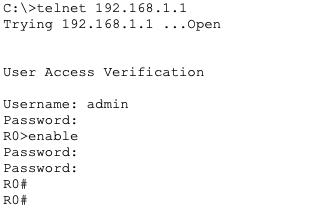 C:\>telnet 192.168.1.1
Trying 192.168.1.1 ...Open
User Access Verification
Username: admin
Password:
R0>enable
Password:
Password:
R0#
R0#